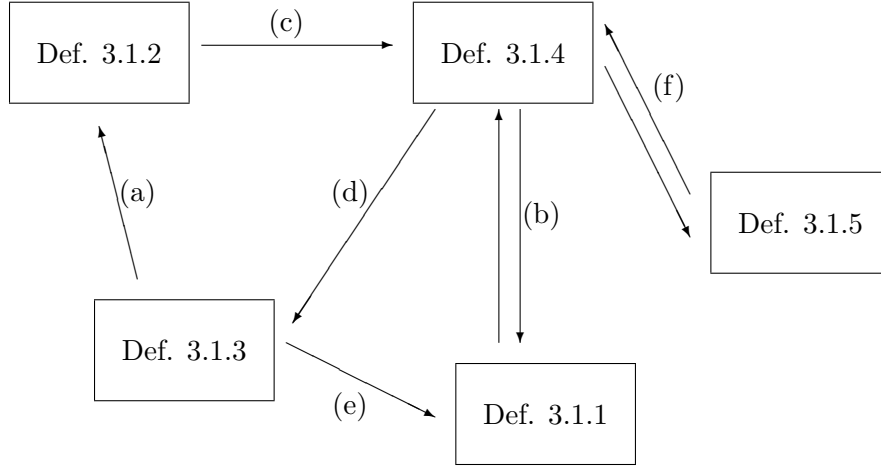 (c)
Def. 3.1.2
Def. 3.1.4
(f)
(a)
(d)
(b)
Def. 3.1.5
Def. 3.1.3
(e)
Def. 3.1.1